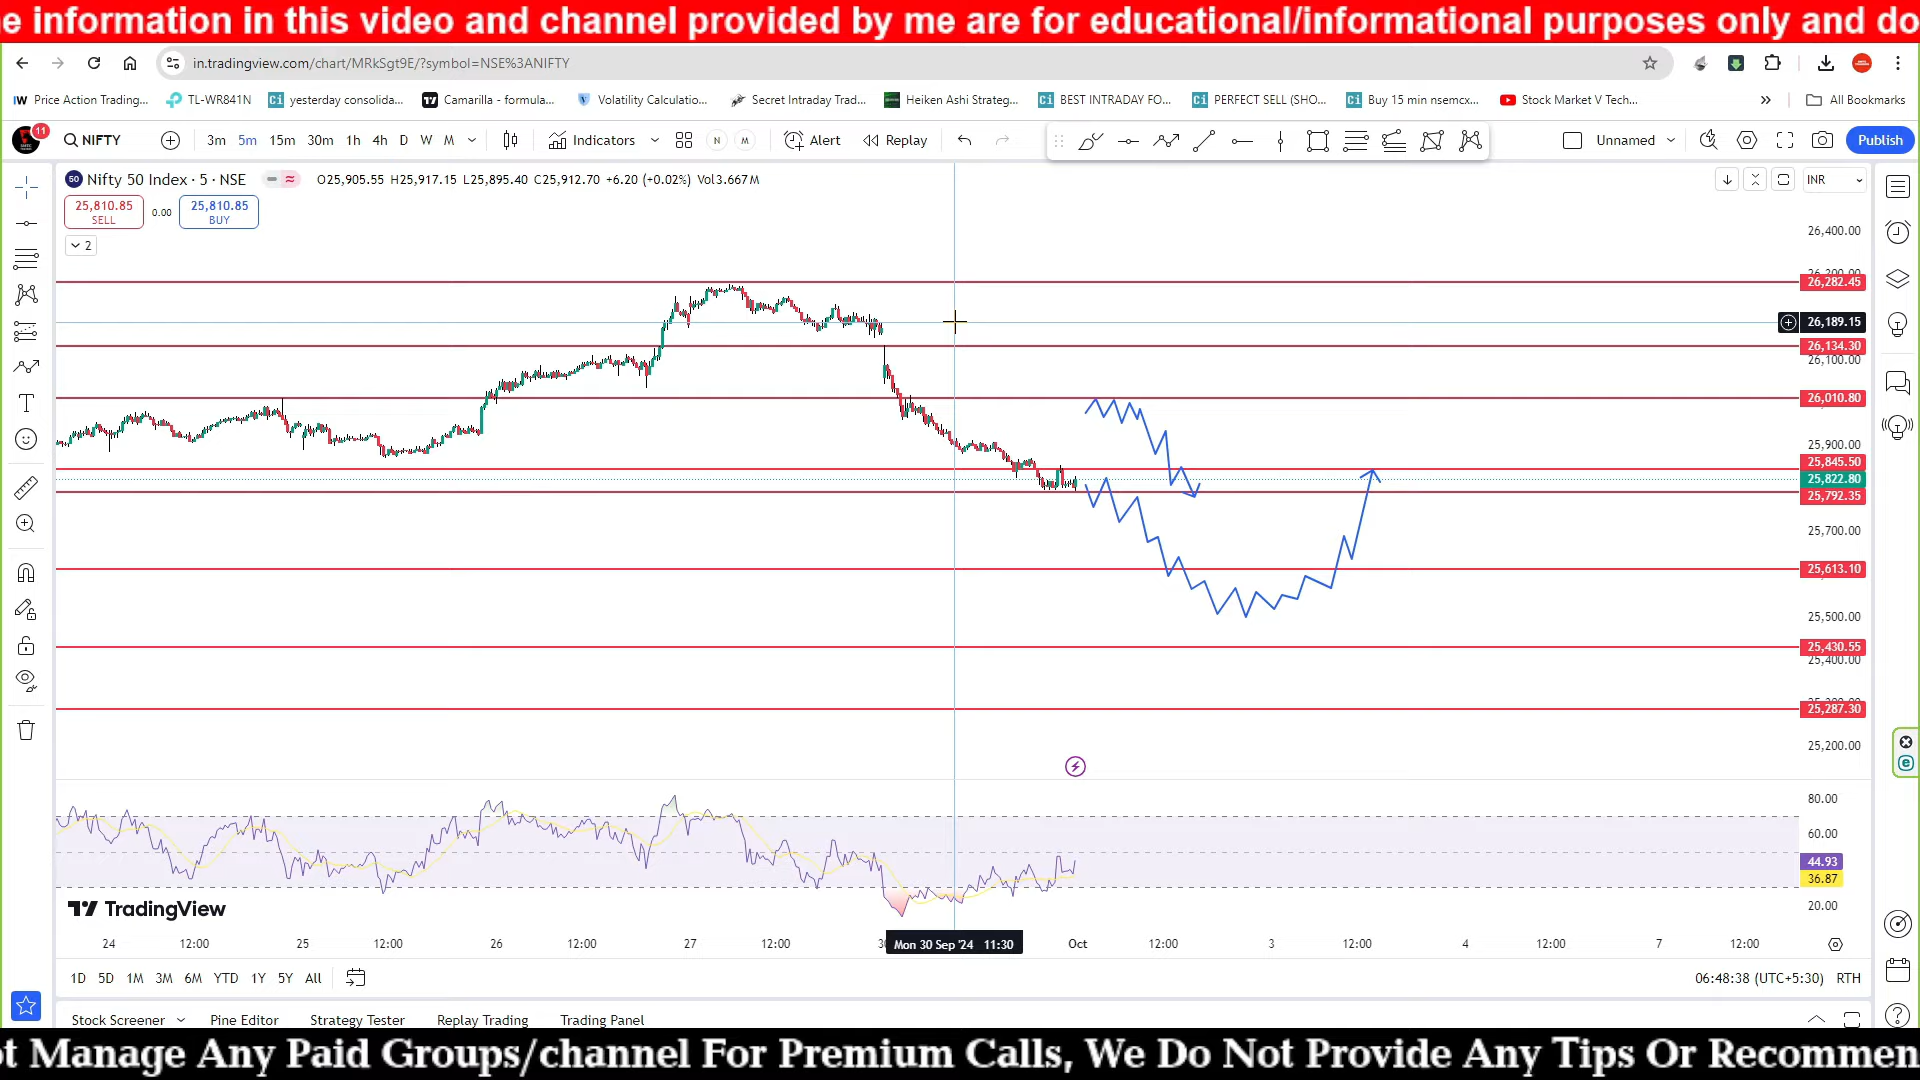 e information in this video and channel provided by me are for educational/informational purposes only and do
in.tradingview.com/chart/MRkSgt9E/?symbol=NSE%3ANIFTY
Price Action Trading... TL-WR841N yesterday consolida... Camarilla - formula... Volatility Calculatio... Secret Intraday Trad... Heiken Ashi Strateg... BEST INTRADAY FO... PERFECT SELL (SHO... Buy 15 min nsemcx... Stock Market V Tech... » All Bookmarks
11 NIFTY 3m 5m 15m 30m 1h 4h D W M Indicators N M Alert Replay Unnamed Publish
50 Nifty 50 Index · 5 · NSE O25,905.55 H25,917.15 L25,895.40 C25,912.70 +6.20 (+0.02%) Vol3.667 M INR
25,810.85 SELL 0.00 25,810.85 BUY
2
26,400.00
26,282.45
26,189.15
26,134.30
26,100.00
26,010.80
25,900.00
25,845.50
25,822.80
25,792.35
25,700.00
25,613.10
25,500.00
25,430.55
25,400.00
25,287.30
25,200.00
80.00
60.00
44.93
36.87
20.00
TradingView
24 12:00 25 12:00 26 12:00 27 12:00 Mon 30 Sep '24 11:30 Oct 12:00 3 12:00 4 12:00 7 12:00
1D 5D 1M 3M 6M YTD 1Y 5Y All 06:48:38 (UTC+5:30) RTH
Stock Screener Pine Editor Strategy Tester Replay Trading Trading Panel
t Manage Any Paid Groups/channel For Premium Calls, We Do Not Provide Any Tips Or Recommen